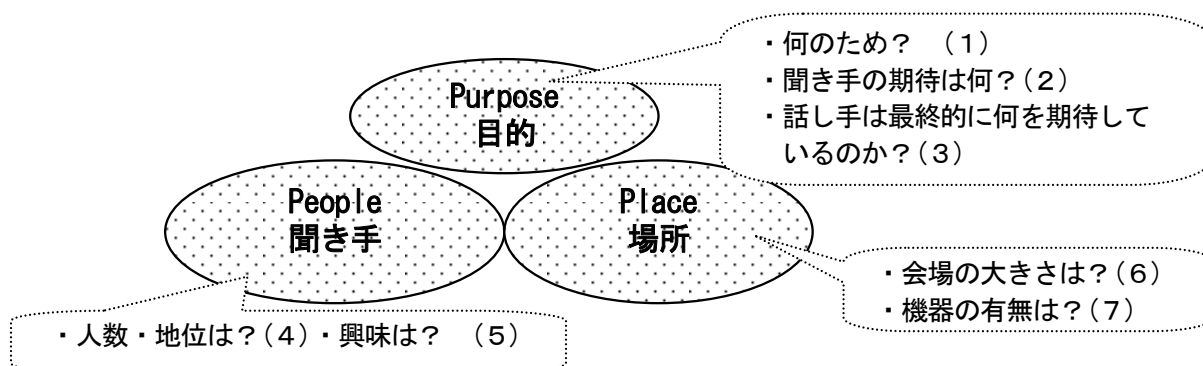 ・何のため？ （１）
・聞き手の期待は何？(２)
・話し手は最終的に何を期待して
いるのか？(３)
Purpose
目的
People
聞き手
Place
場所
・会場の大きさは？(６)
・機器の有無は？(７)
・人数・地位は？(４)・興味は？ （５）